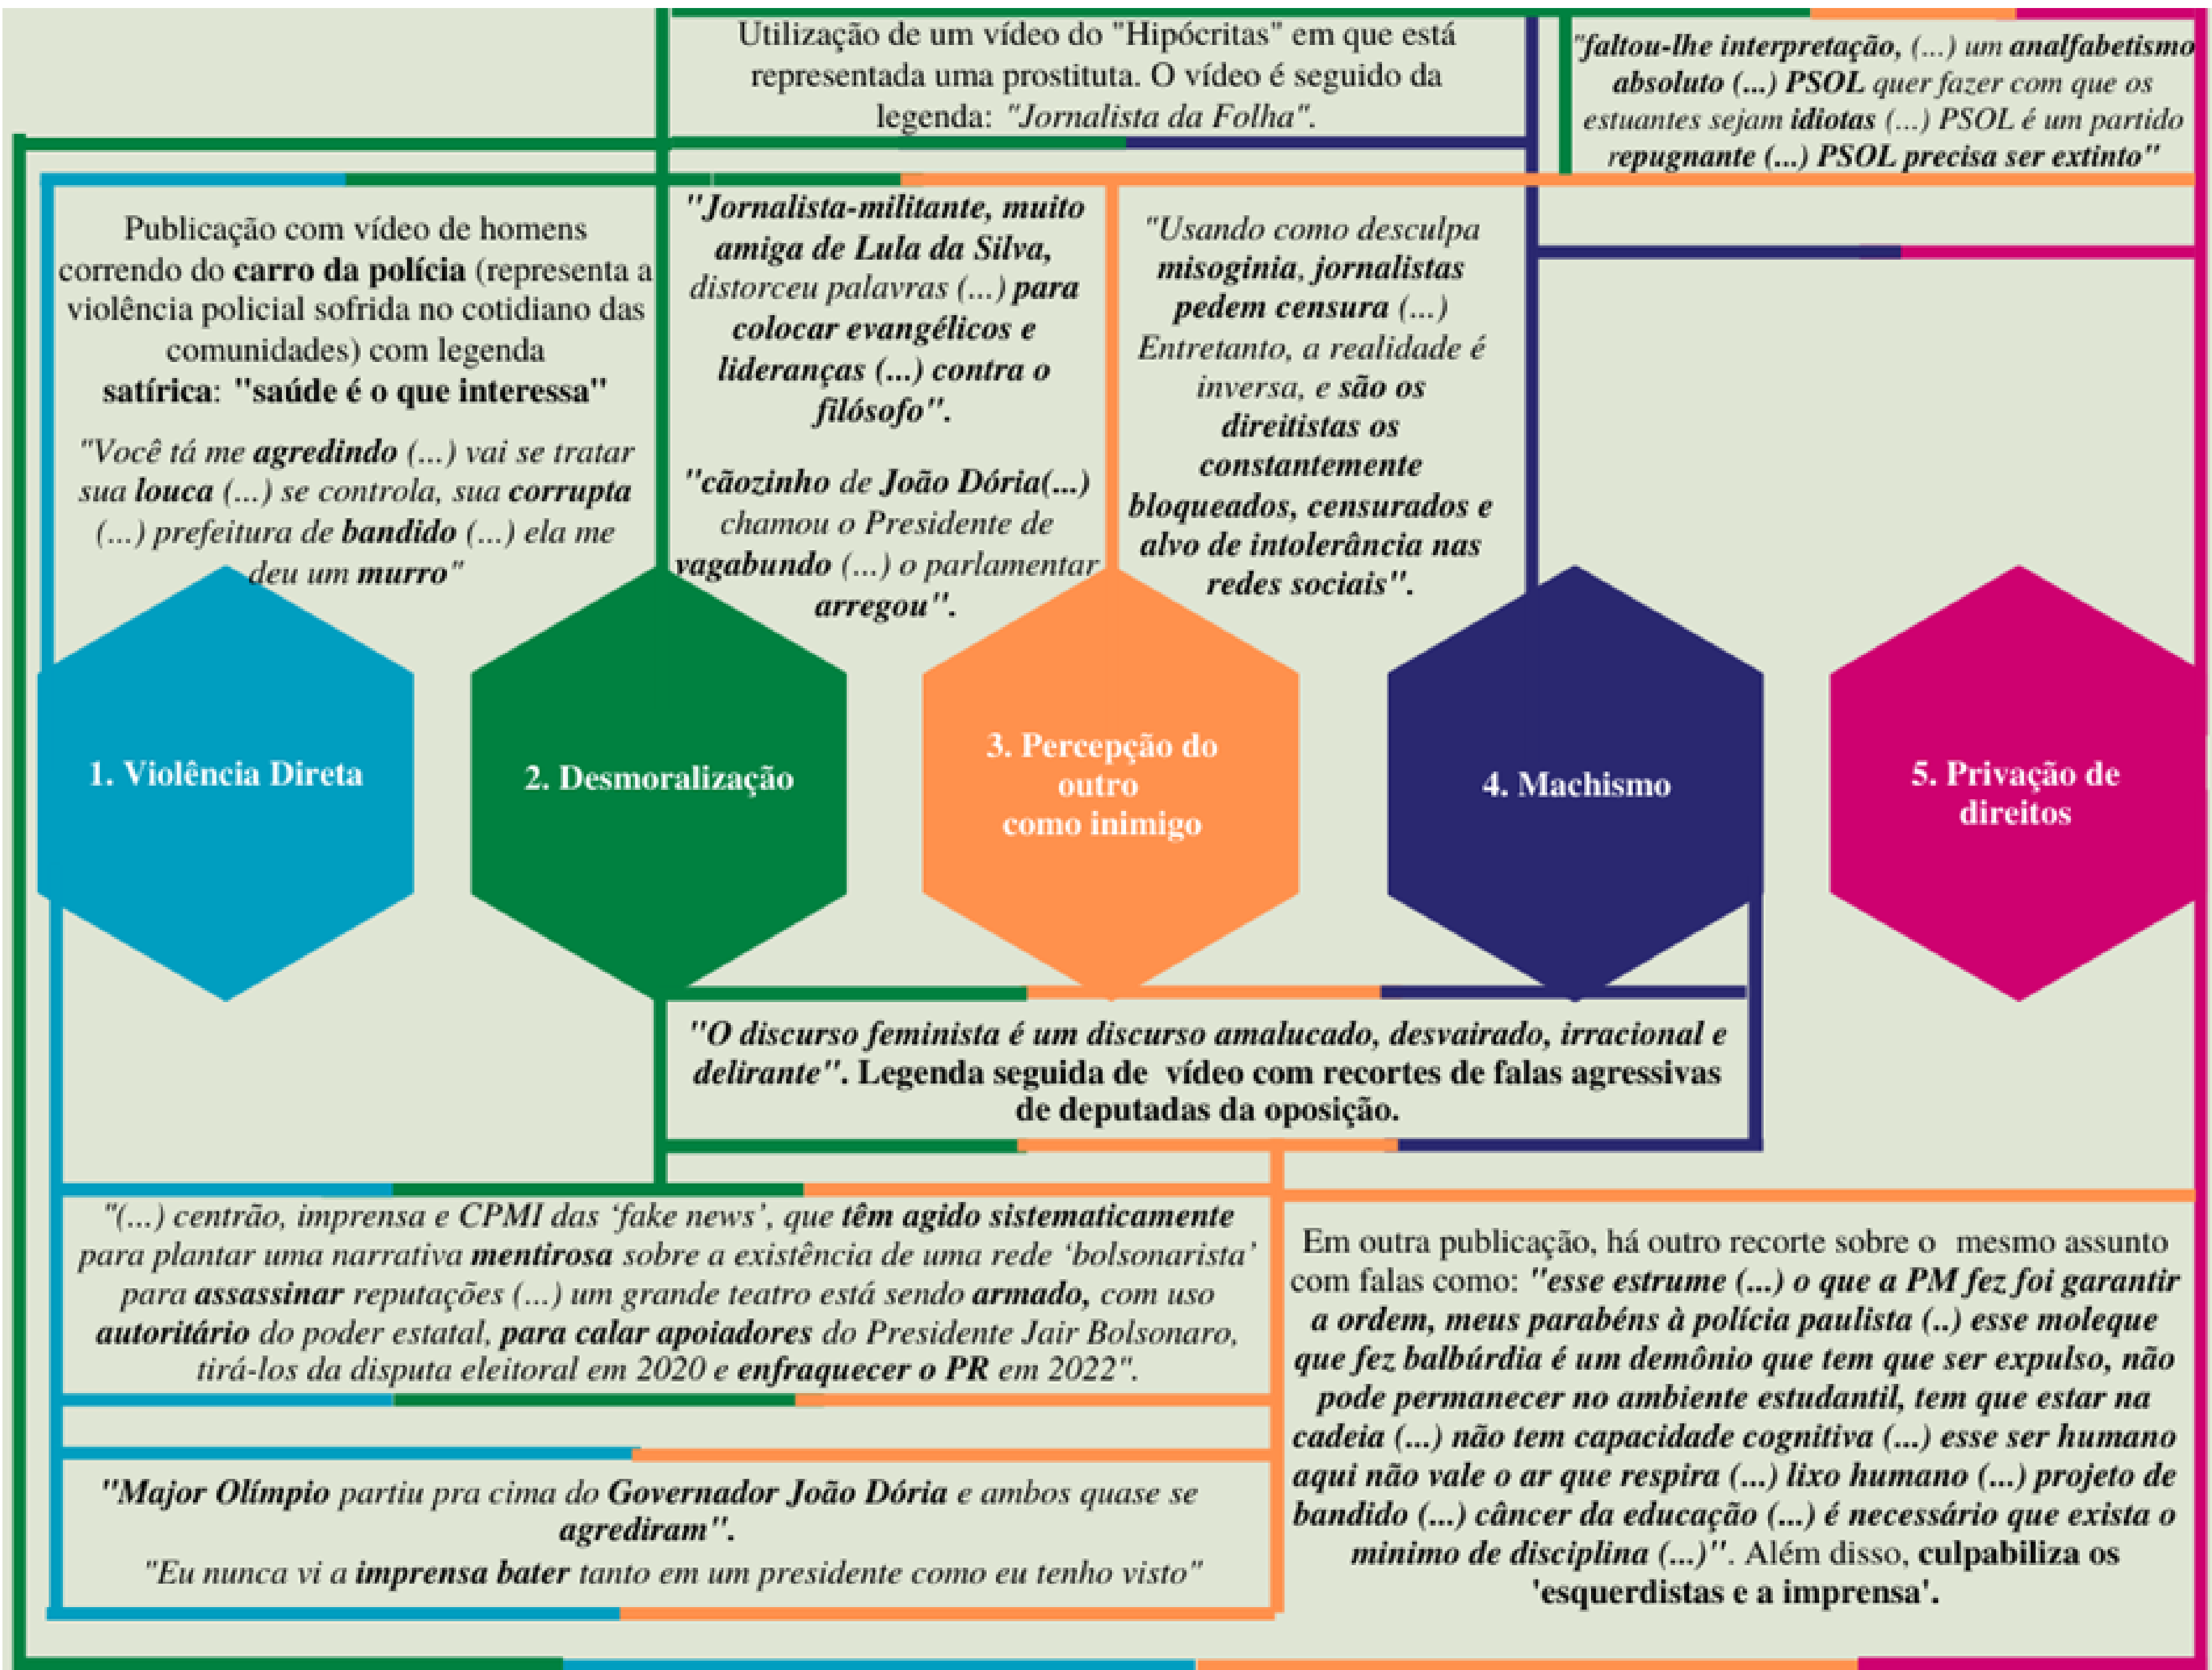 Utilização de um vídeo do "Hipócritas" em que está
representada uma prostituta. O vídeo é seguido da
legenda: "Jornalista da Folha".
"faltou-lhe interpretação, (...) um analfabetismo
absoluto (...) PSOL quer fazer com que os
estuantes sejam idiotas (...) PSOL é um partido
repugnante (...) PSOL precisa ser extinto"
Publicação com vídeo de homens
correndo do carro da polícia (representa a
violência policial sofrida no cotidiano das
comunidades) com legenda
satírica: "saúde é o que interessa"
"Você tá me agredindo (...) vai se tratar
sua louca (...) se controla, sua corrupta
(...) prefeitura de bandido (...) ela me
deu um murro"
"Jornalista-militante, muito
amiga de Lula da Silva,
distorceu palavras (...) para
colocar evangélicos e
lideranças (...) contra o
filósofo".
"cãozinho de João Dória(...)
chamou o Presidente de
vagabundo (...) o parlamentar
arregou".
"Usando como desculpa
misoginia, jornalistas
pedem censura (...)
Entretanto, a realidade é
inversa, e são os
direitistas os
constantemente
bloqueados, censurados e
alvo de intolerância nas
redes sociais".
1. Violência Direta
2. Desmoralização
3. Percepção do
outro
como inimigo
4. Machismo
5. Privação de
direitos
"O discurso feminista é um discurso amalucado, desvairado, irracional e
delirante". Legenda seguida de vídeo com recortes de falas agressivas
de deputadas da oposição.
"(...) centrão, imprensa e CPMI das 'fake news', que têm agido sistematicamente
para plantar uma narrativa mentirosa sobre a existência de uma rede 'bolsonarista'
para assassinar reputações (...) um grande teatro está sendo armado, com uso
autoritário do poder estatal, para calar apoiadores do Presidente Jair Bolsonaro,
tirá-los da disputa eleitoral em 2020 e enfraquecer o PR em 2022".
"Major Olímpio partiu pra cima do Governador João Dória e ambos quase se
agrediram".
"Eu nunca vi a imprensa bater tanto em um presidente como eu tenho visto"
Em outra publicação, há outro recorte sobre o mesmo assunto
com falas como: "esse estrume (...) o que a PM fez foi garantir
a ordem, meus parabéns à polícia paulista (..) esse moleque
que fez balbúrdia é um demônio que tem que ser expulso, não
pode permanecer no ambiente estudantil, tem que estar na
cadeia (...) não tem capacidade cognitiva (...) esse ser humano
aqui não vale o ar que respira (...) lixo humano (...) projeto de
bandido (...) câncer da educação (...) é necessário que exista o
minimo de disciplina (...)". Além disso, culpabiliza os
'esquerdistas e a imprensa'.